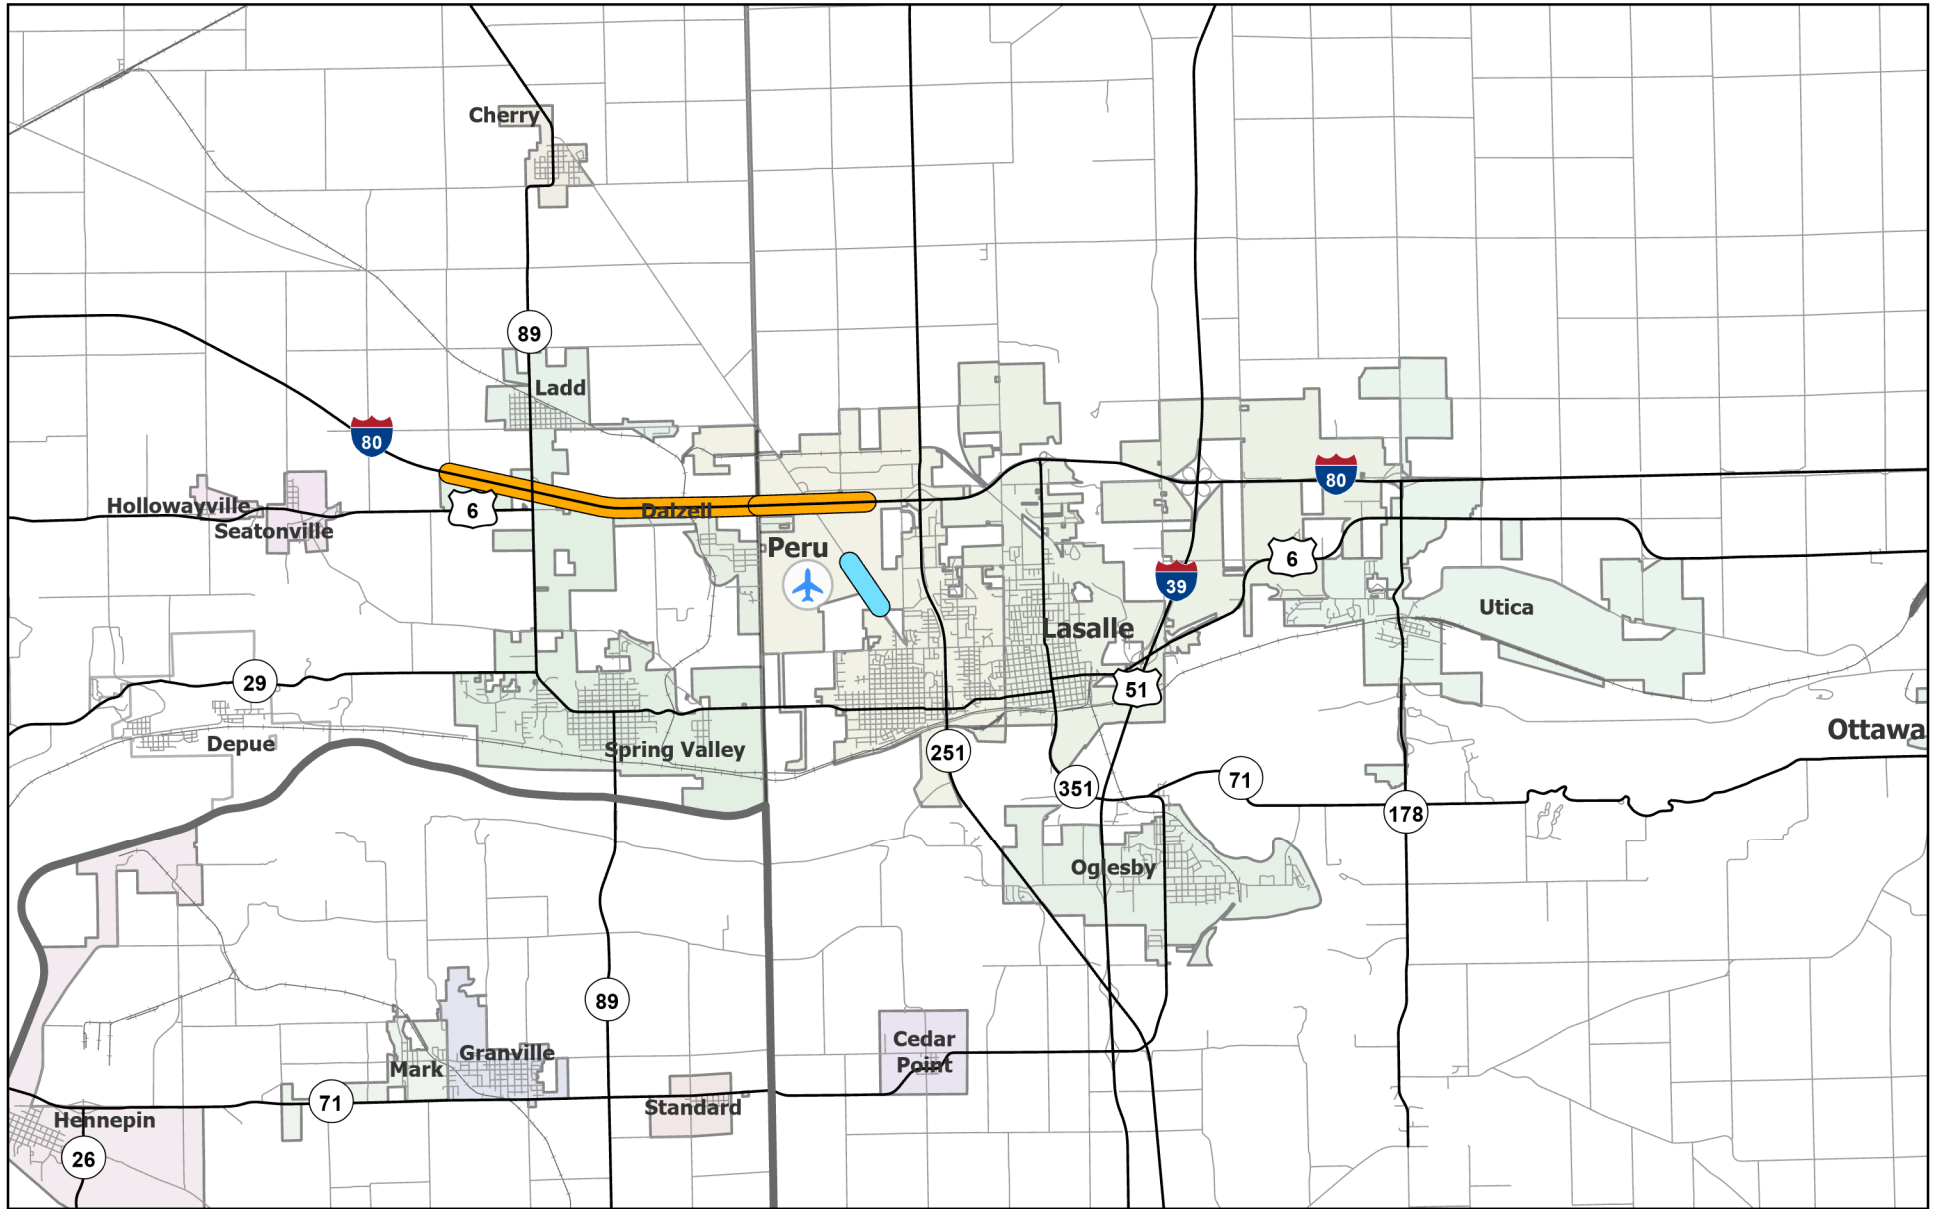 Cherry
89
Ladd
80
80
Hollowayville
6
Dalzell
Seatonville
Peru
6
39
Utica
Lasalle
29
51
Ottawa
Depue
Spring Valley
251
71
351
178
Oglesby
89
Cedar
Point
Granville
Mark
71
Standard
Hennepin
26